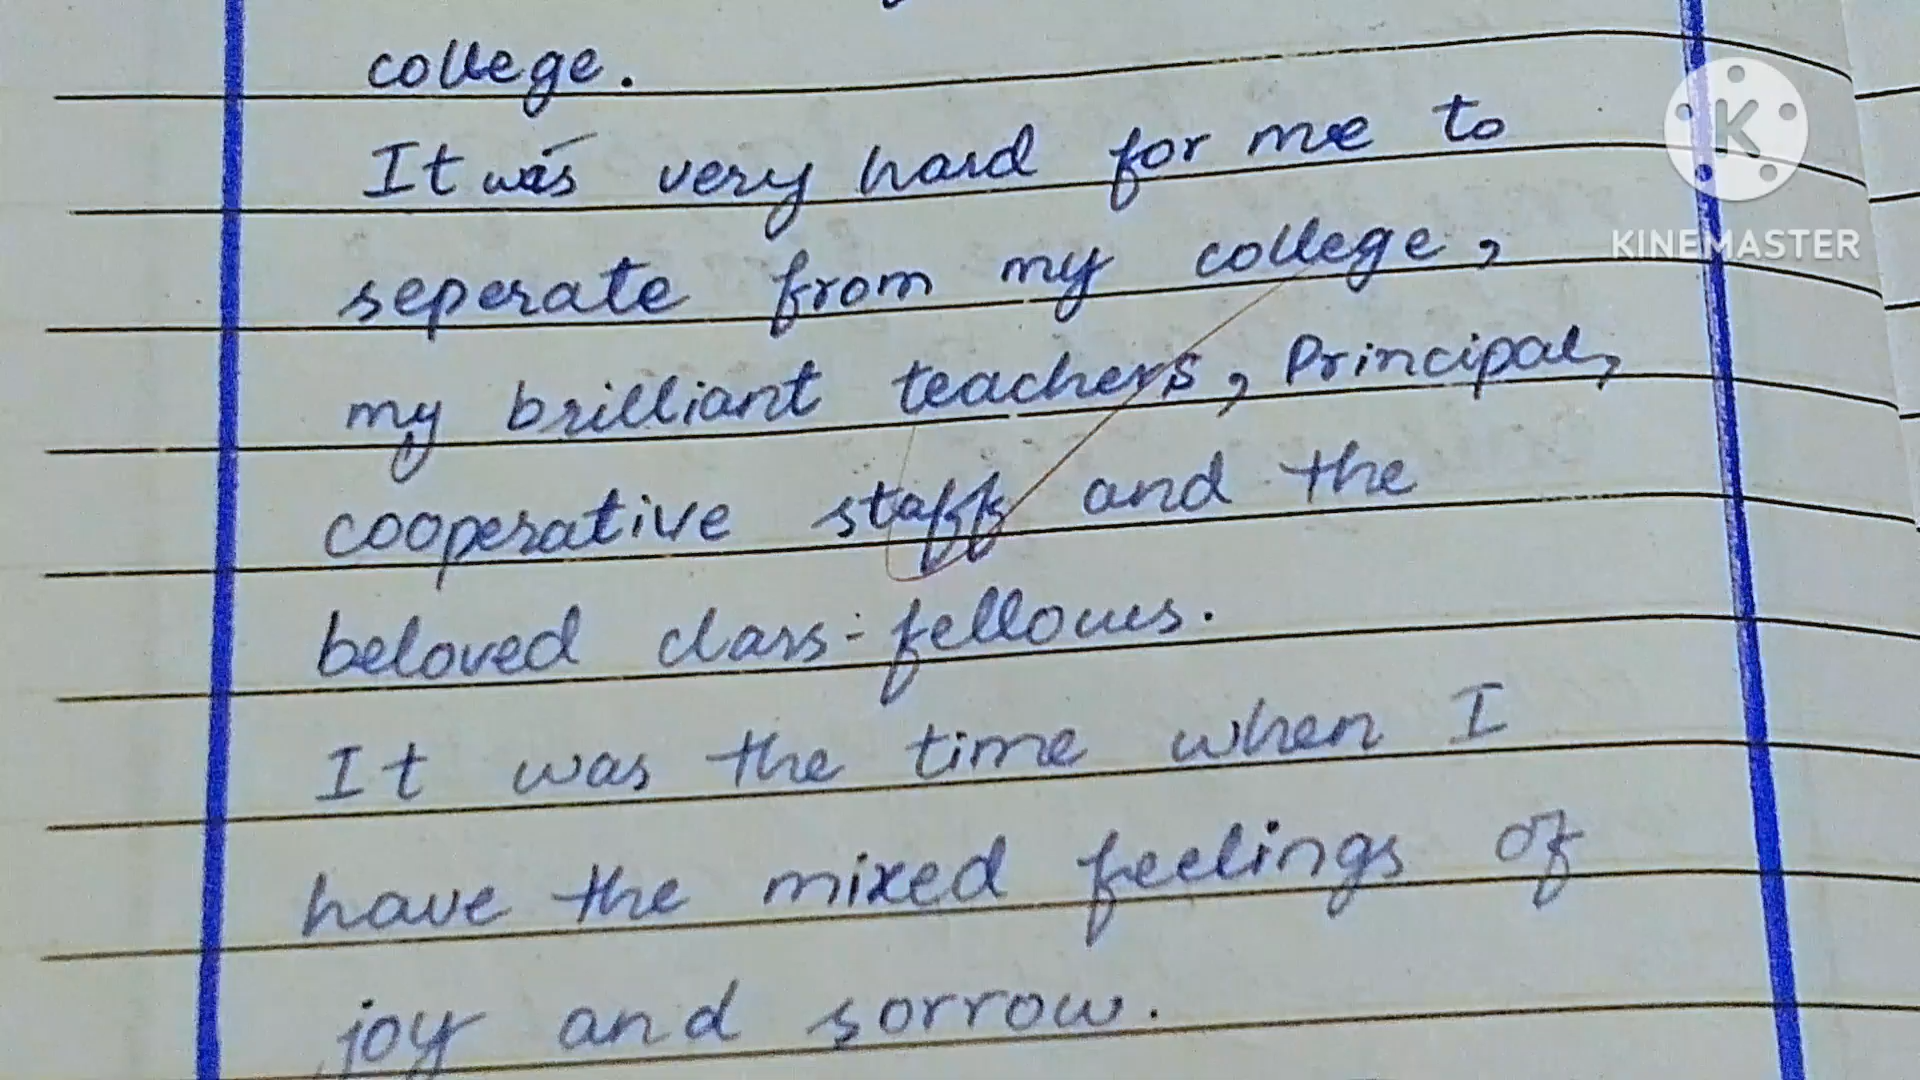 college.
It was very hard for me to
seperate from my college,
my brilliant teachers, Principal,
cooperative staff and the
beloved class-fellows.
It was the time when I
have the mixed feelings of
joy and sorrow.
KINEMASTER